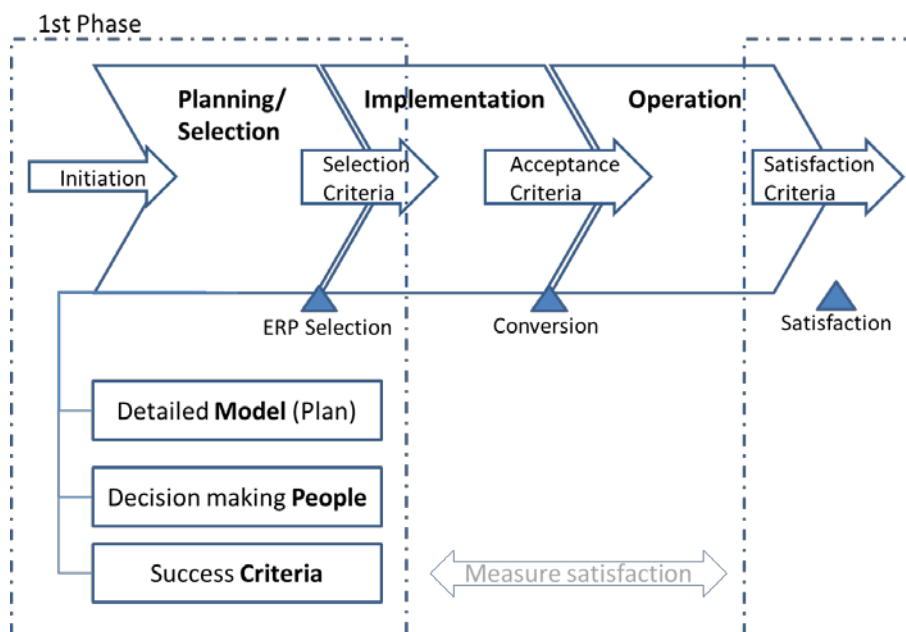 1st Phase
Planning/
Selection
Implementation
Operation
Initiation
Selection
Criteria
Acceptance
Criteria
Satisfaction
Criteria
ERP Selection
Conversion
Satisfaction
Detailed Model (Plan)
Decision making People
Success Criteria
Measure satisfaction